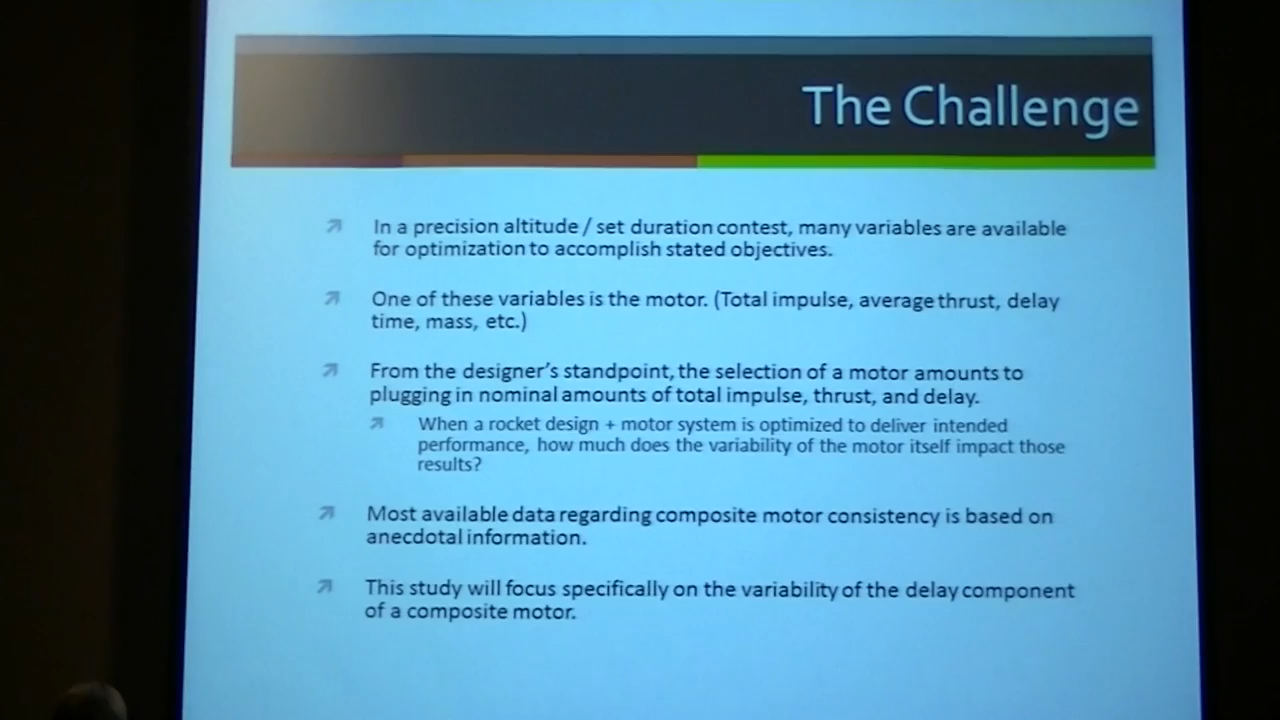 The Challenge
In a precision altitude / set duration contest, many variables are available
for optimization to accomplish stated objectives.
One of these variables is the motor. (Total impulse, average thrust, delay
time, mass, etc.)
From the designer's standpoint, the selection of a motor amounts to
plugging in nominal amounts of total impulse, thrust, and delay.
When a rocket design + motor system is optimized to deliver intended
performance, how much does the variability of the motor itself impact those
results?
Most available data regarding composite motor consistency is based on
anecdotal information.
This study will focus specifically on the variability of the delay component
of a composite motor.